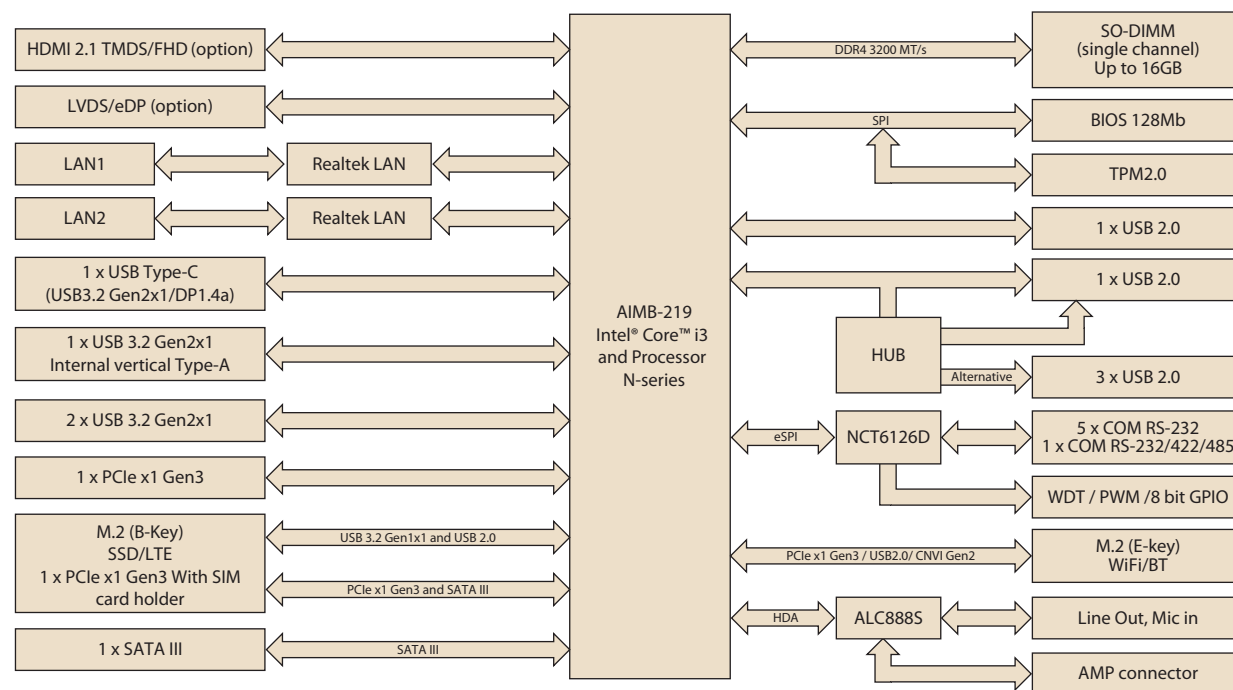 HDMI 2.1 TMDS/FHD (option)
LVDS/eDP (option)
LAN1
Realtek LAN
LAN2
Realtek LAN
1 x USB Type-C
(USB3.2 Gen2x1/DP1.4a)
1 x USB 3.2 Gen2x1
Internal vertical Type-A
2 x USB 3.2 Gen2x1
1 x PCIe x1 Gen3
M.2 (B-Key)
SSD/LTE
1 x PCIe x1 Gen3 With SIM
card holder
USB 3.2 Gen1x1 and USB 2.0
PCIe x1 Gen3 and SATA III
1 x SATA III
SATA III
AIMB-219
Intel® Core™ i3
and Processor
N-series
DDR4 3200 MT/s
SO-DIMM
(single channel)
Up to 16GB
SPI
BIOS 128Mb
TPM2.0
1 x USB 2.0
1 x USB 2.0
HUB
Alternative
3 x USB 2.0
eSPI
NCT6126D
5 x COM RS-232
1 x COM RS-232/422/485
WDT / PWM /8 bit GPIO
PCIe x1 Gen3 / USB2.0/ CNVI Gen2
M.2 (E-key)
WiFi/BT
HDA
ALC888S
Line Out, Mic in
AMP connector